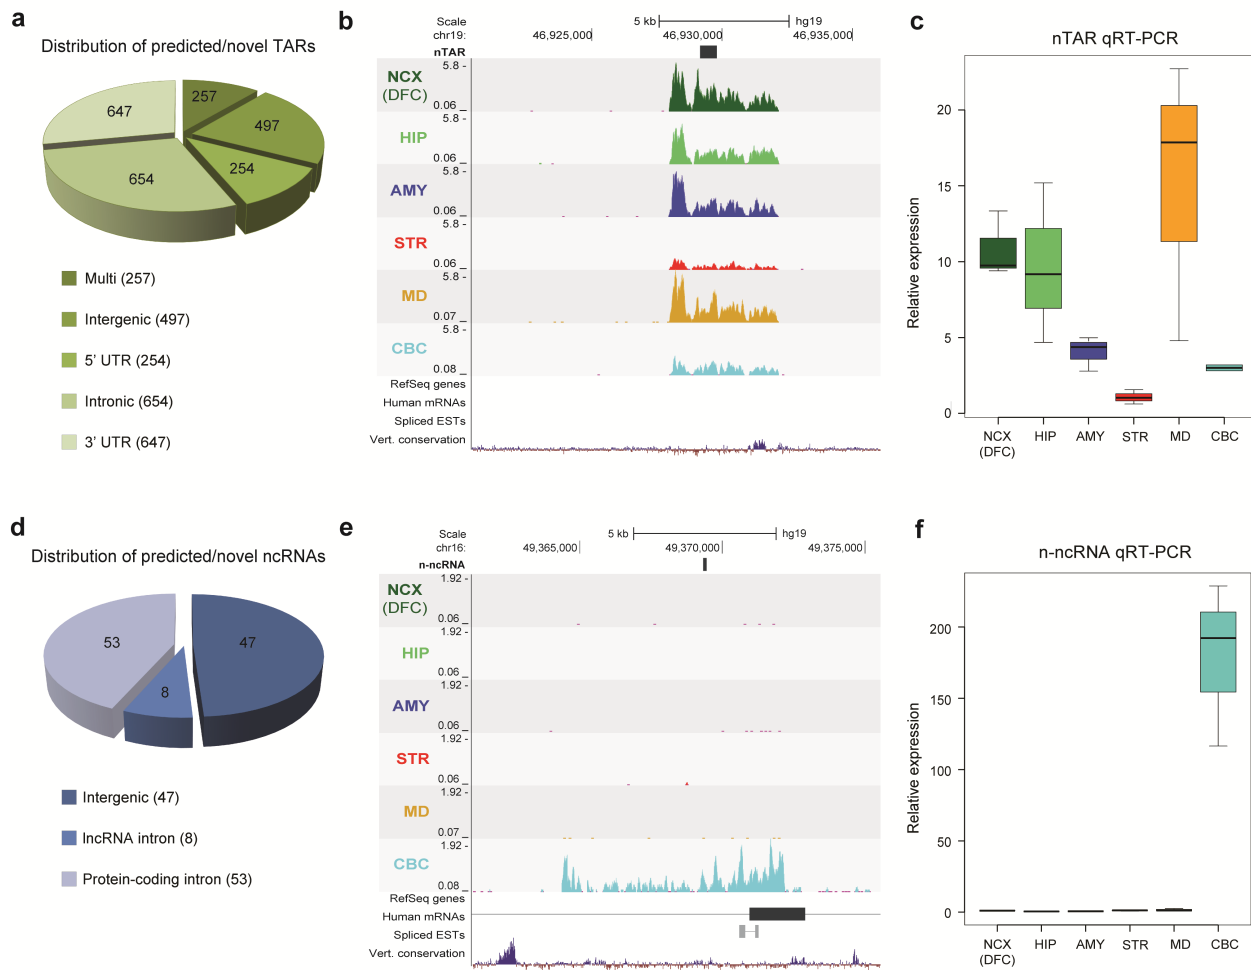 a
Distribution of predicted/novel TARs
647
257
497
254
654
Multi (257)
Intergenic (497)
5' UTR (254)
Intronic (654)
3' UTR (647)
b
Scale
5 kb
hg19
chr19:
46,925,000
46,930,000
46,935,000
nTAR
5.8
NCX
(DFC)
0.06
5.8
HIP
0.06
5.8
AMY
0.06
5.8
STR
0.06
5.8
MD
0.07
5.8
CBC
0.08
RefSeq genes
Human mRNAs
Spliced ESTs
Vert. conservation
c
nTAR qRT-PCR
Relative expression
20
15
10
5
0
NCX
(DFC)
HIP
AMY
STR
MD
CBC
d
Distribution of predicted/novel ncRNAs
53
47
8
Intergenic (47)
lncRNA intron (8)
Protein-coding intron (53)
e
Scale
5 kb
hg19
chr16:
49,365,000
49,370,000
49,375,000
n-ncRNA
1.92
NCX
(DFC)
0.06
1.92
HIP
0.06
1.92
AMY
0.06
1.92
STR
0.06
1.92
MD
0.07
1.92
CBC
0.08
RefSeq genes
Human mRNAs
Spliced ESTs
Vert. conservation
f
n-ncRNA qRT-PCR
Relative expression
200
150
100
50
0
NCX
(DFC)
HIP
AMY
STR
MD
CBC